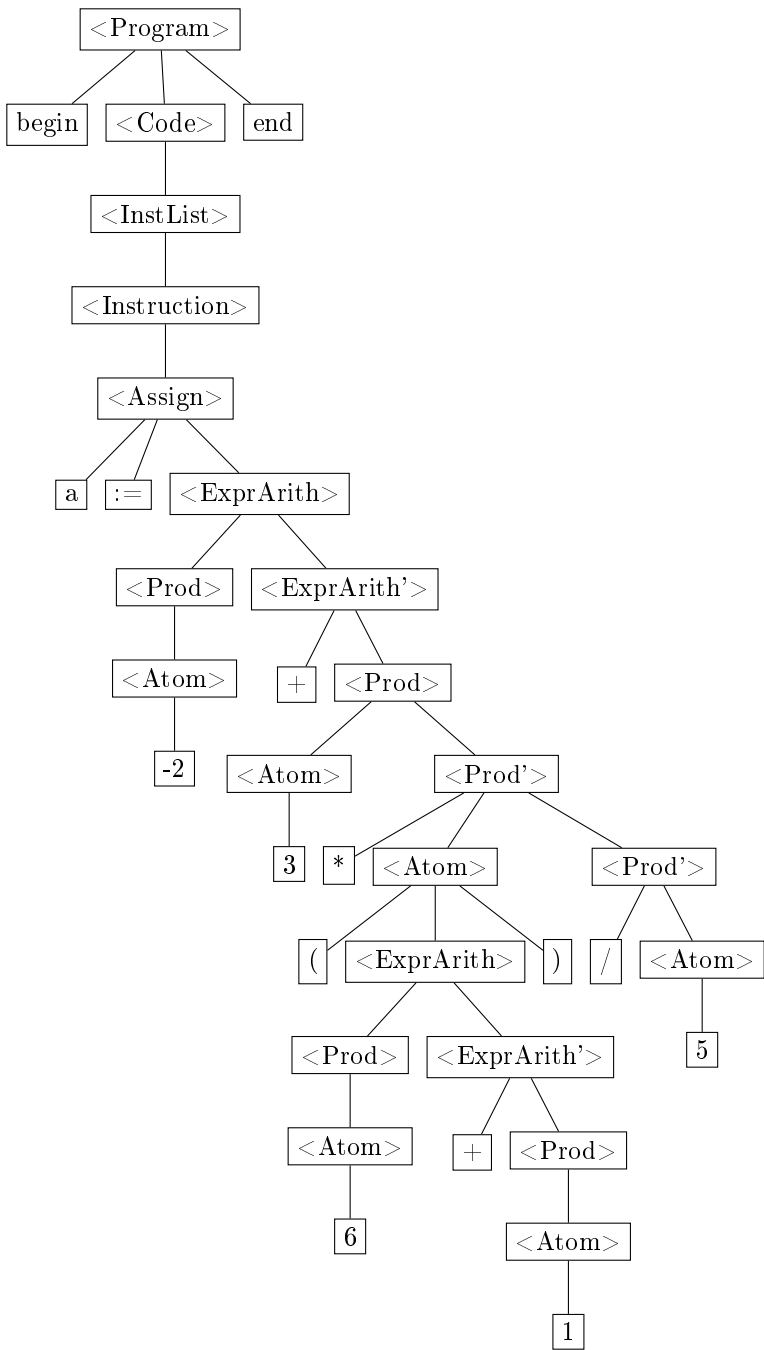 <Program>
begin <Code> end
<InstList>
<Instruction>
<Assign>
a := <ExprArith>
<Prod> <ExprArith'>
<Atom> + <Prod>
-2 <Atom> <Prod'>
3 * <Atom> <Prod'>
( <ExprArith> ) / <Atom>
<Prod> <ExprArith'> 5
<Atom> + <Prod>
6 <Atom>
1